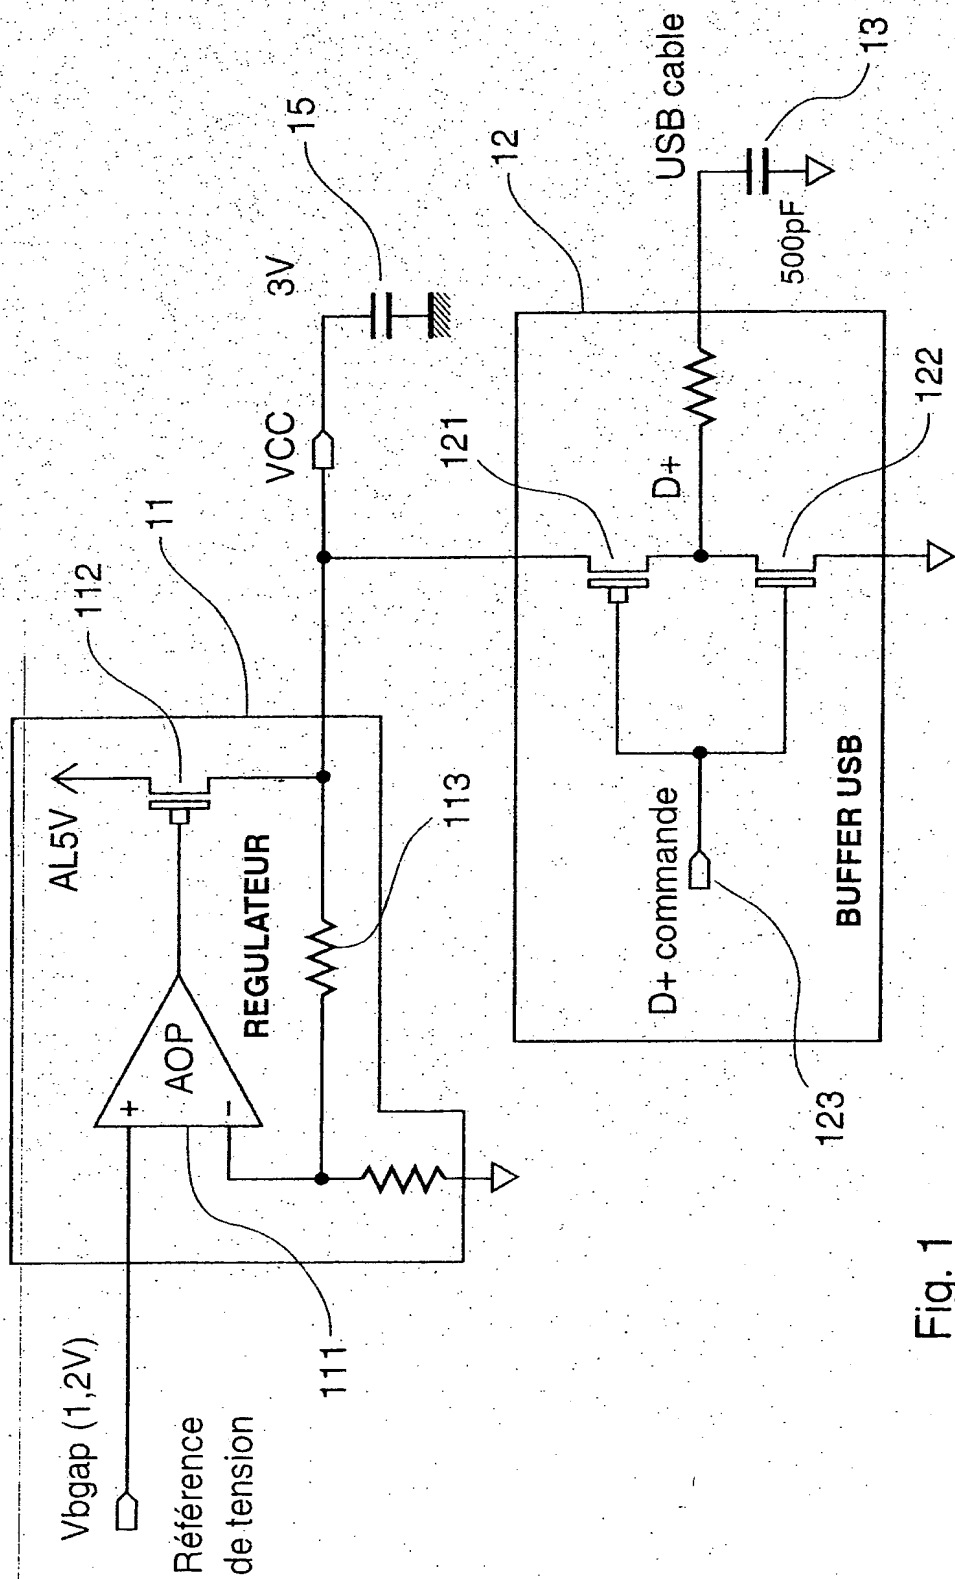 Vbgap (1,2V)
Référence
de tension
111
AOP
+
−
REGULATEUR
AL5V
112
11
113
VCC
3V
15
D+ commande
123
BUFFER USB
D+
121
122
12
USB cable
500pF
13
Fig. 1